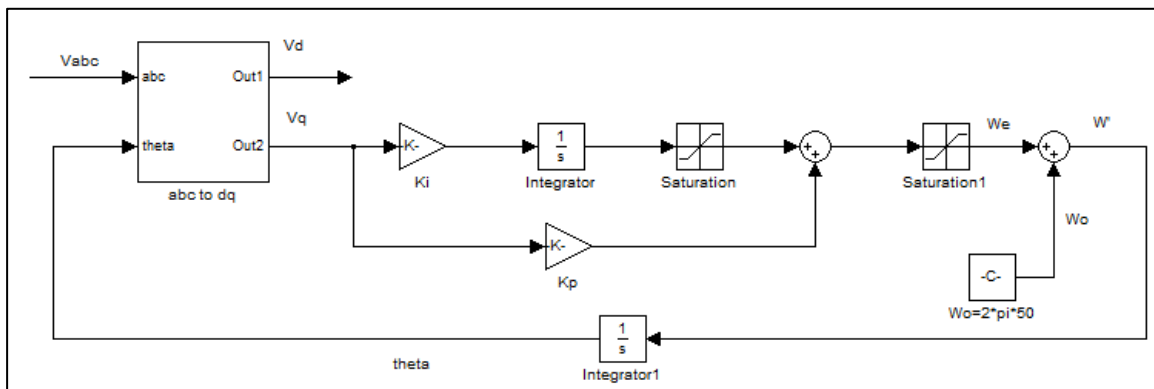 Vabc
Vd
abc
Out1
Vq
theta
Out2
abc to dq
K-
Ki
1
s
Integrator
Saturation
+
+
Saturation1
We
+
+
W'
K-
Kp
Wo
-C-
Wo=2*pi*50
1
s
Integrator1
theta